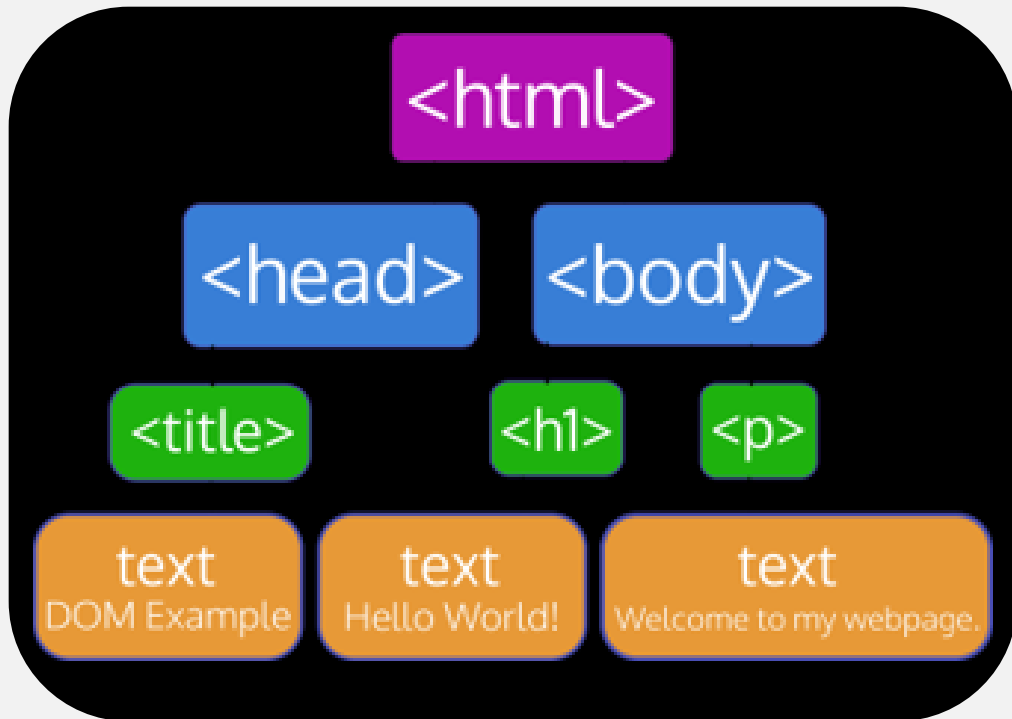 <html>
<head> <body>
<title> <h1> <p>
text text text
DOM Example Hello World! Welcome to my webpage.